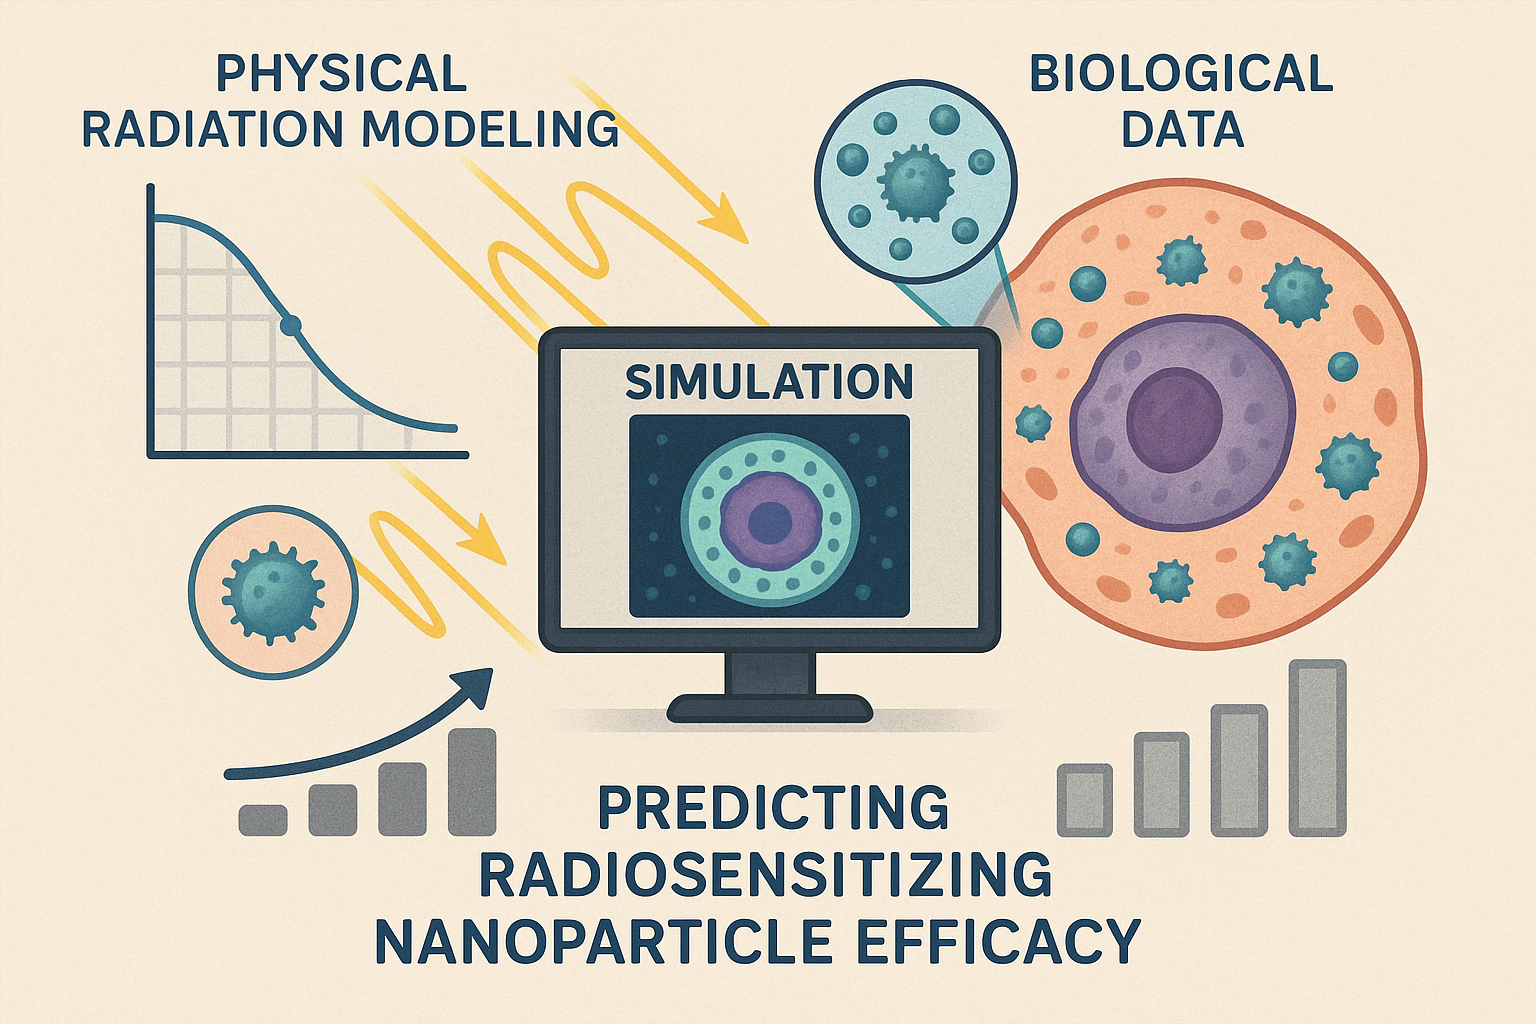 PHYSICAL
RADIATION MODELING
BIOLOGICAL
DATA
SIMULATION
PREDICTING
RADIOSENSITIZING
NANOPARTICLE EFFICACY